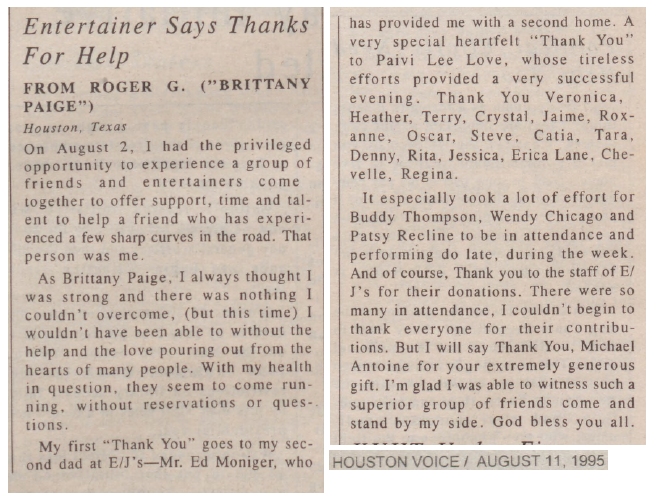 Entertainer Says Thanks
For Help
FROM ROGER G. ("BRITTANY
PAIGE")
Houston, Texas
On August 2, I had the privileged
opportunity to experience a group of
friends and entertainers come
together to offer support, time and tal-
ent to help a friend who has experi-
enced a few sharp curves in the road. That
person was me.
As Brittany Paige, I always thought I
was strong and there was nothing I
couldn't overcome, (but this time) I
wouldn't have been able to without the
help and the love pouring out from the
hearts of many people. With my health
in question, they seem to come run-
ning, without reservations or ques-
tions.
My first "Thank You" goes to my sec-
ond dad at E/J's—Mr. Ed Moniger, who
has provided me with a second home. A
very special heartfelt "Thank You"
to Paivi Lee Love, whose tireless
efforts provided a very successful
evening. Thank You Veronica,
Heather, Terry, Crystal, Jaime, Rox-
anne, Oscar, Steve, Catia, Tara,
Denny, Rita, Jessica, Erica Lane, Che-
velle, Regina.
It especially took a lot of effort for
Buddy Thompson, Wendy Chicago and
Patsy Recline to be in attendance and
performing do late, during the week.
And of course, Thank you to the staff of E/
J's for their donations. There were so
many in attendance, I couldn't begin to
thank everyone for their contribu-
tions. But I will say Thank You, Michael
Antoine for your extremely generous
gift. I'm glad I was able to witness such a
superior group of friends come and
stand by my side. God bless you all.
HOUSTON VOICE / AUGUST 11, 1995